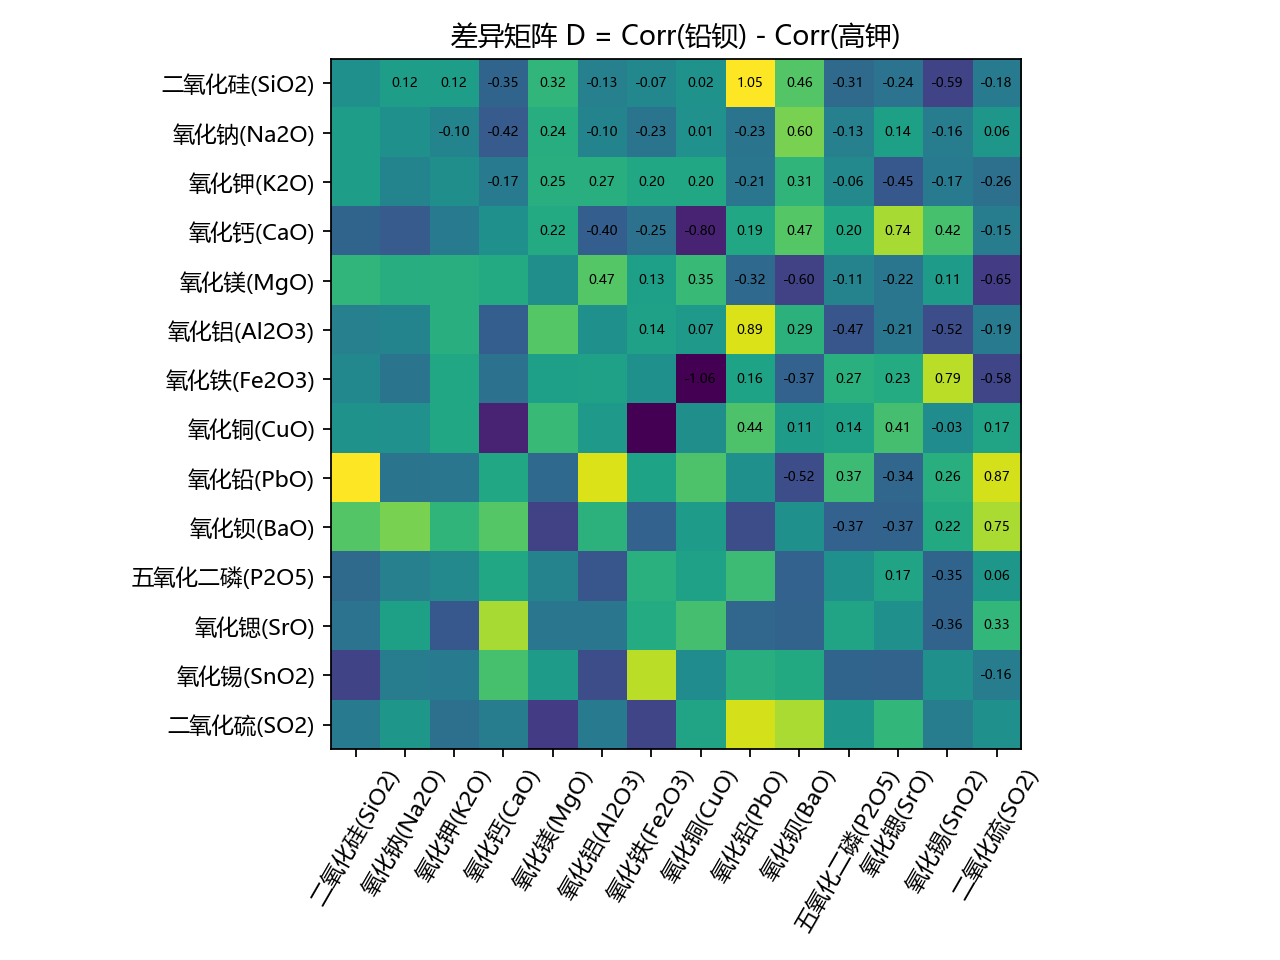 差异矩阵 D = Corr(铅钡) - Corr(高钾)
二氧化硅(SiO2) 0.12 0.12 -0.35 0.32 -0.13 -0.07 0.02 1.05 0.46 -0.31 -0.24 -0.59 -0.18
氧化钠(Na2O) -0.10 -0.42 0.24 -0.10 -0.23 0.01 -0.23 0.60 -0.13 0.14 -0.16 0.06
氧化钾(K2O) -0.17 0.25 0.27 0.20 0.20 -0.21 0.31 -0.06 -0.45 -0.17 -0.26
氧化钙(CaO) 0.22 -0.40 -0.25 -0.80 0.19 0.47 0.20 0.74 0.42 -0.15
氧化镁(MgO) 0.47 0.13 0.35 -0.32 -0.60 -0.11 -0.22 0.11 -0.65
氧化铝(Al2O3) 0.14 0.07 0.89 0.29 -0.47 -0.21 -0.52 -0.19
氧化铁(Fe2O3) -1.06 0.16 -0.37 0.27 0.23 0.79 -0.58
氧化铜(CuO) 0.44 0.11 0.14 0.41 -0.03 0.17
氧化铅(PbO) -0.52 0.37 -0.34 0.26 0.87
氧化钡(BaO) -0.37 -0.37 0.22 0.75
五氧化二磷(P2O5) 0.17 -0.35 0.06
氧化锶(SrO) -0.36 0.33
氧化锡(SnO2) -0.16
二氧化硫(SO2)
二氧化硅(SiO2)
氧化钠(Na2O)
氧化钾(K2O)
氧化钙(CaO)
氧化镁(MgO)
氧化铝(Al2O3)
氧化铁(Fe2O3)
氧化铜(CuO)
氧化铅(PbO)
氧化钡(BaO)
五氧化二磷(P2O5)
氧化锶(SrO)
氧化锡(SnO2)
二氧化硫(SO2)